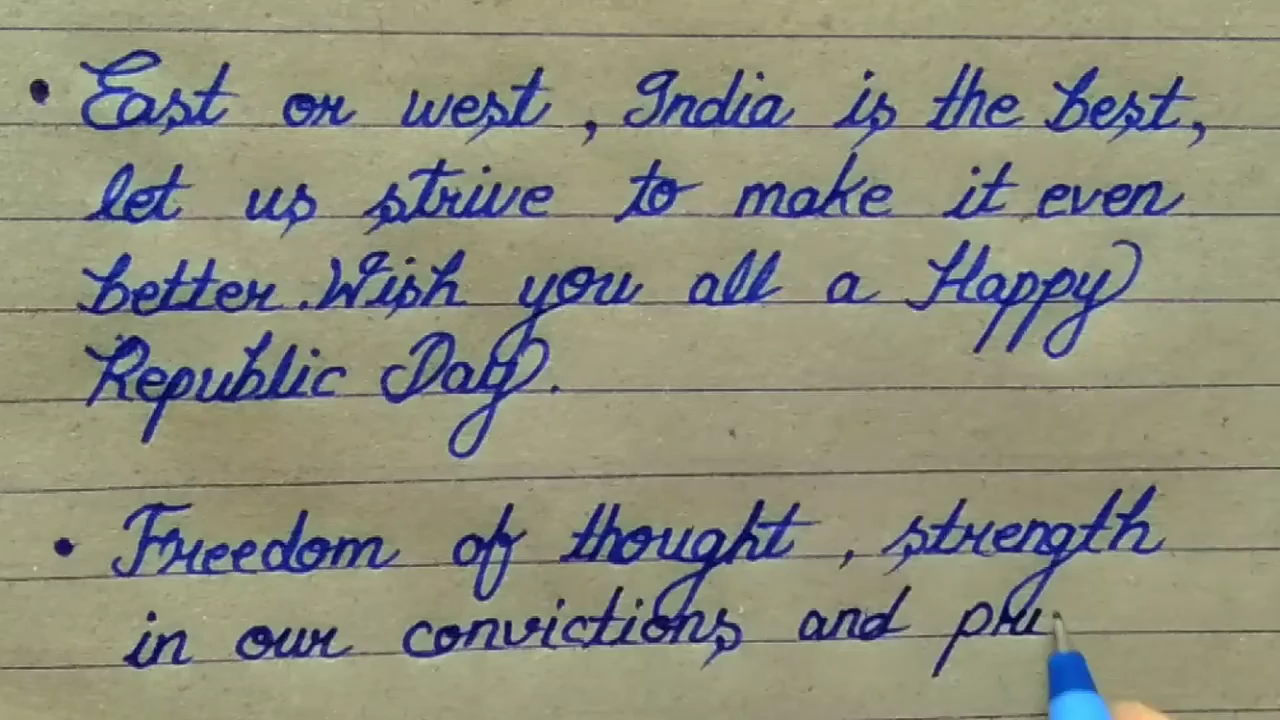 • East or west, India is the best,
let us strive to make it even
better. Wish you all a Happy
Republic Day.
• Freedom of thought, strength
in our convictions and